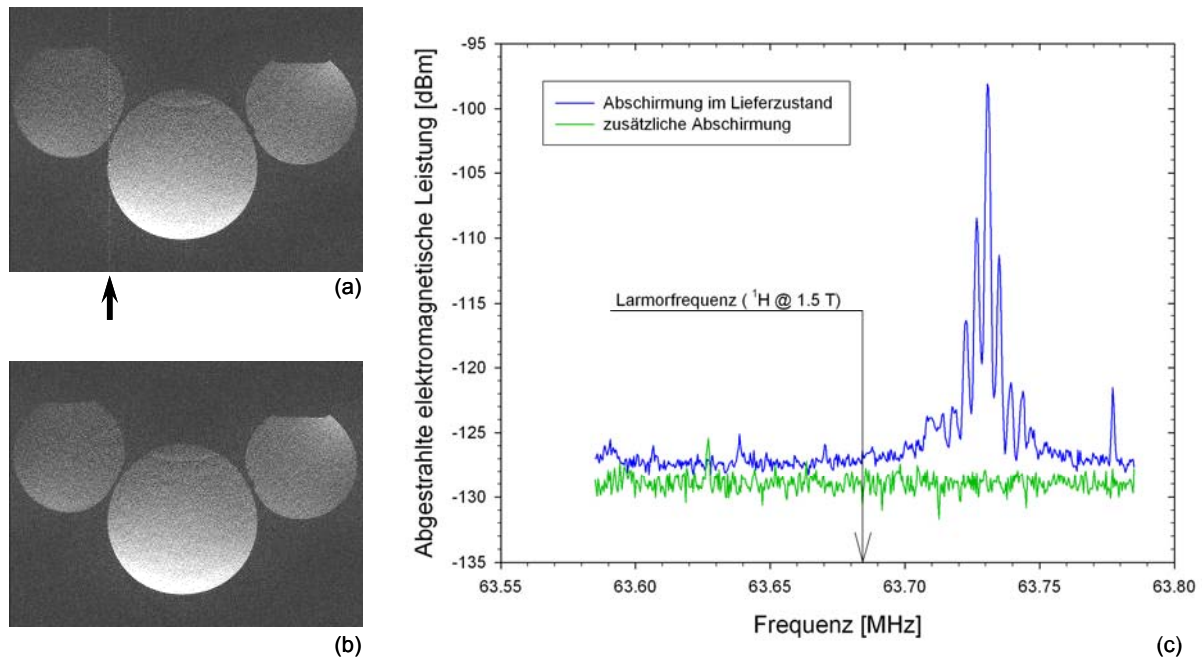 (a)
(b)
Abgestrahlte elektromagnetische Leistung [dBm]
-95
-100
-105
-110
-115
-120
-125
-130
-135
Abschirmung im Lieferzustand
zusätzliche Abschirmung
Larmorfrequenz ( ¹H @ 1.5 T)
63.55 63.60 63.65 63.70 63.75 63.80
Frequenz [MHz]
(c)